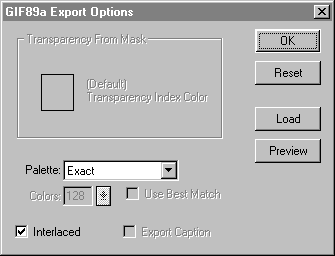 GIF89a Export Options
Transparency From Mask
(Default)
Transparency Index Color
OK
Reset
Load
Preview
Palette: Exact
Colors: 128 Use Best Match
Interlaced Export Caption